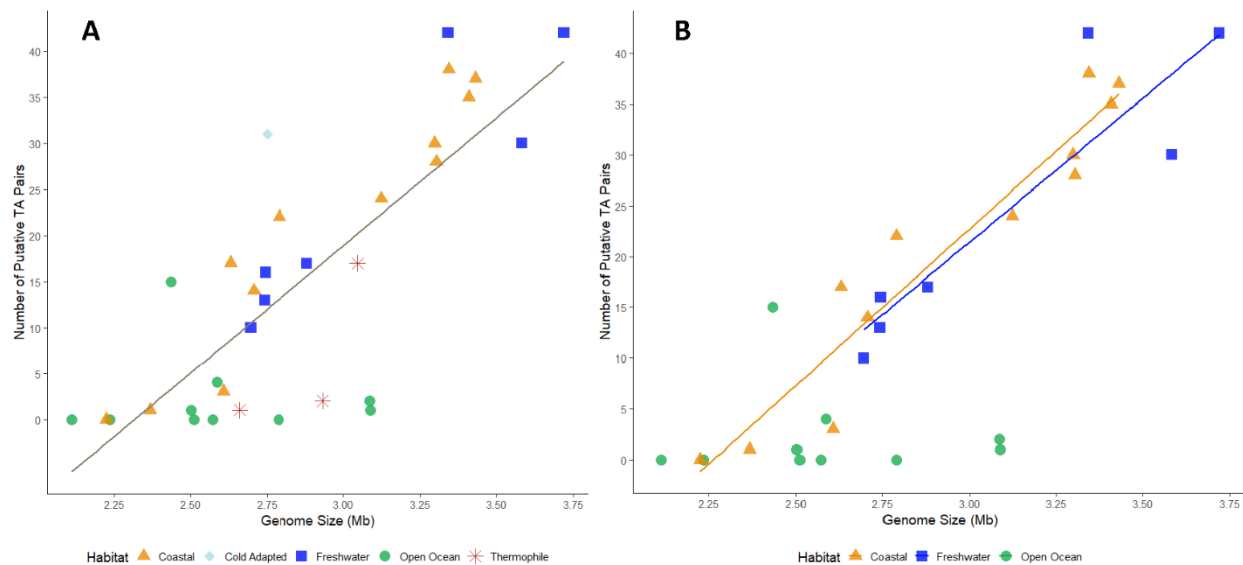 A
Number of Putative TA Pairs
40
35
30
25
20
15
10
5
0
2.25 2.50 2.75 3.00 3.25 3.50 3.75
Genome Size (Mb)
Habitat Coastal Cold Adapted Freshwater Open Ocean Thermophile
B
Number of Putative TA Pairs
40
35
30
25
20
15
10
5
0
2.25 2.50 2.75 3.00 3.25 3.50 3.75
Genome Size (Mb)
Habitat Coastal Freshwater Open Ocean